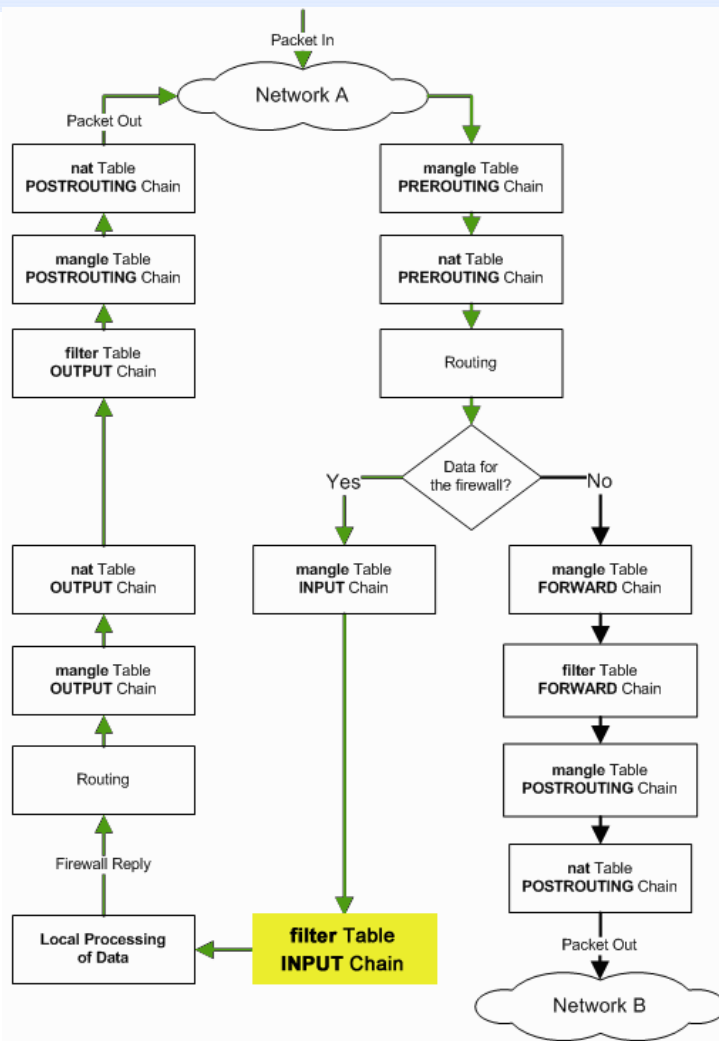 Packet In
Network A
Packet Out
nat Table
POSTROUTING Chain
mangle Table
POSTROUTING Chain
filter Table
OUTPUT Chain
nat Table
OUTPUT Chain
mangle Table
OUTPUT Chain
Routing
Firewall Reply
Local Processing
of Data
mangle Table
PREROUTING Chain
nat Table
PREROUTING Chain
Routing
Data for
the firewall?
Yes
No
mangle Table
INPUT Chain
filter Table
INPUT Chain
mangle Table
FORWARD Chain
filter Table
FORWARD Chain
mangle Table
POSTROUTING Chain
nat Table
POSTROUTING Chain
Packet Out
Network B